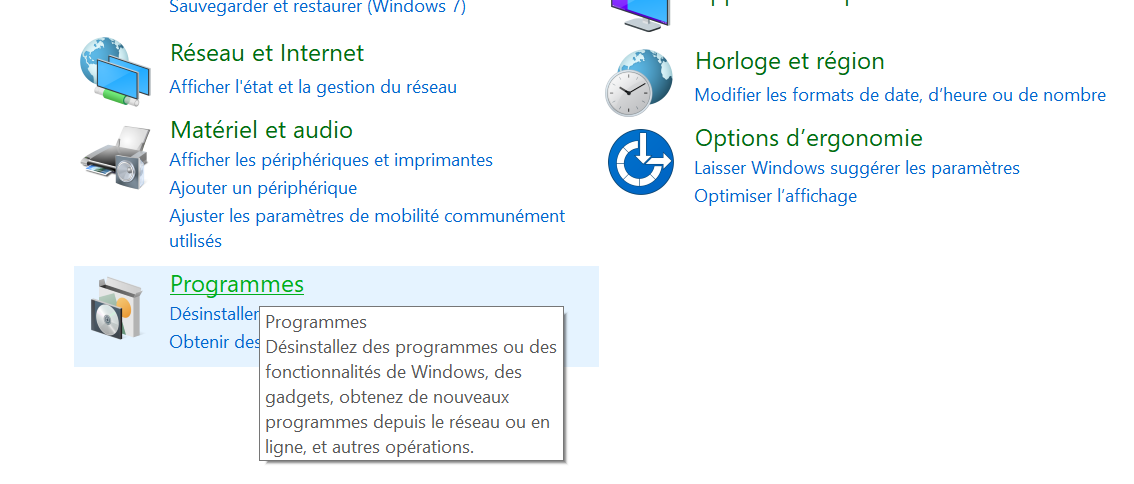 Sauvegarder et restaurer (Windows 7)
Réseau et Internet
Afficher l'état et la gestion du réseau
Matériel et audio
Afficher les périphériques et imprimantes
Ajouter un périphérique
Ajuster les paramètres de mobilité communément
utilisés
Programmes
Désinstaller
Obtenir des
Programmes
Désinstallez des programmes ou des
fonctionnalités de Windows, des
gadgets, obtenez de nouveaux
programmes depuis le réseau ou en
ligne, et autres opérations.
Horloge et région
Modifier les formats de date, d’heure ou de nombre
Options d’ergonomie
Laisser Windows suggérer les paramètres
Optimiser l’affichage